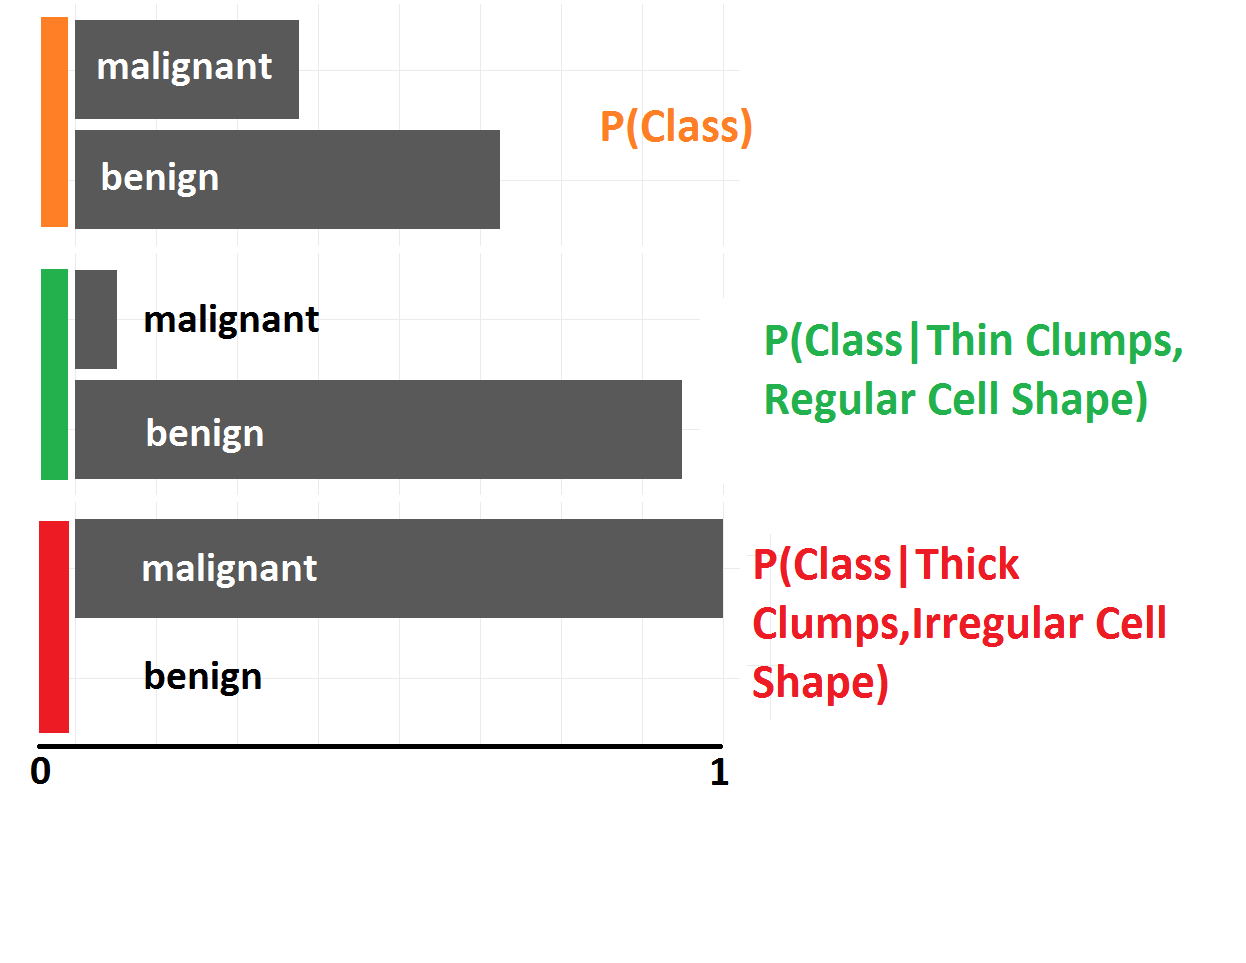 malignant
P(Class)
benign
malignant
P(Class|Thin Clumps,
Regular Cell Shape)
benign
malignant
P(Class|Thick
Clumps,Irregular Cell
Shape)
benign
0
1